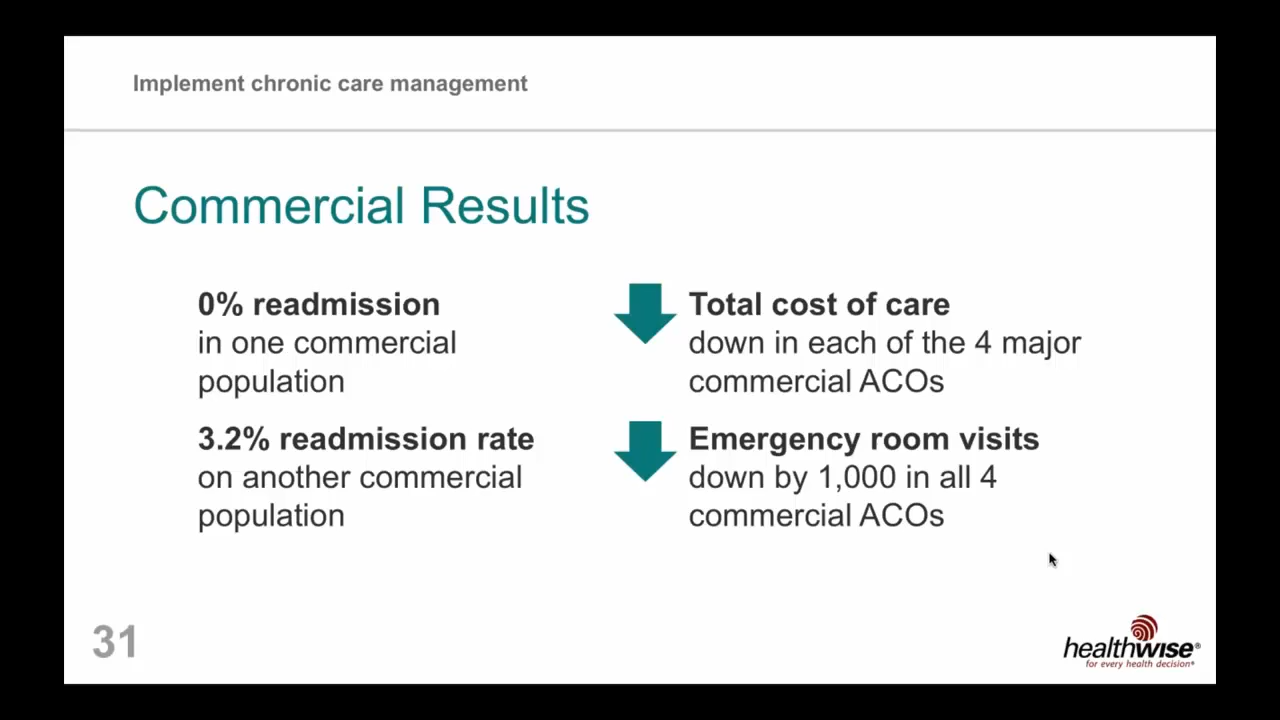 Implement chronic care management
Commercial Results
0% readmission
in one commercial
population
3.2% readmission rate
on another commercial
population
Total cost of care
down in each of the 4 major
commercial ACOs
Emergency room visits
down by 1,000 in all 4
commercial ACOs
31
healthwise®
for every health decision®